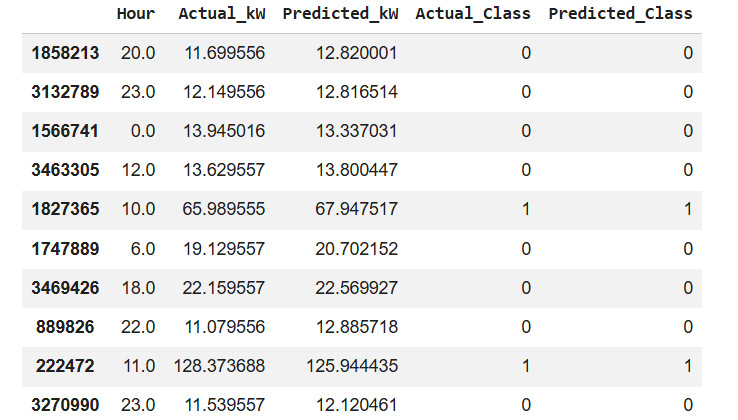 Hour Actual_kW Predicted_kW Actual_Class Predicted_Class
1858213 20.0 11.699556 12.820001 0 0
3132789 23.0 12.149556 12.816514 0 0
1566741 0.0 13.945016 13.337031 0 0
3463305 12.0 13.629557 13.800447 0 0
1827365 10.0 65.989555 67.947517 1 1
1747889 6.0 19.129557 20.702152 0 0
3469426 18.0 22.159557 22.569927 0 0
889826 22.0 11.079556 12.885718 0 0
222472 11.0 128.373688 125.944435 1 1
3270990 23.0 11.539557 12.120461 0 0